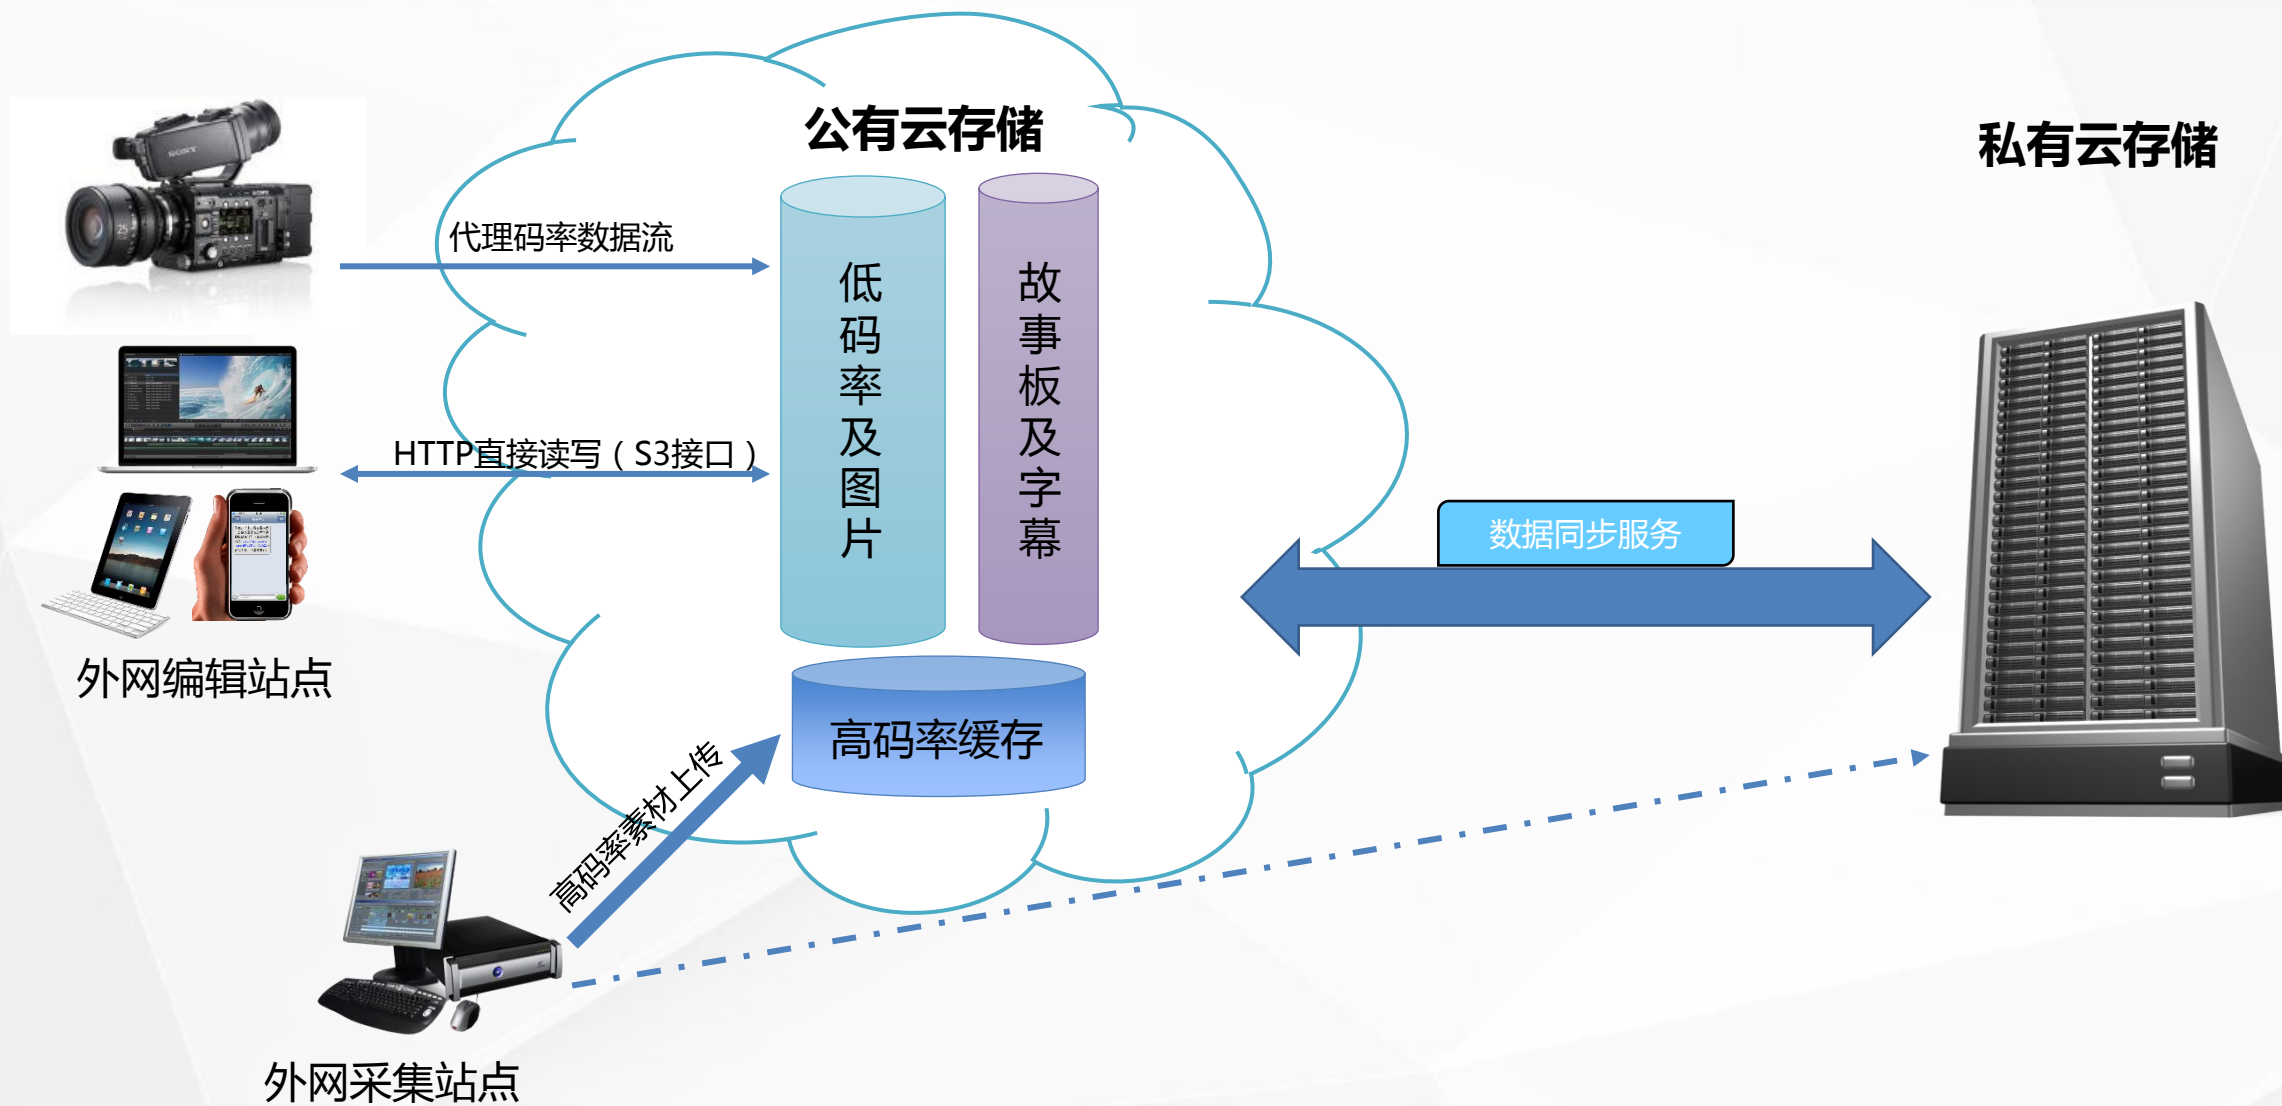 公有云存储
私有云存储
SONY
代理码率数据流
低码率及图片
故事板及字幕
HTTP直接读写（S3接口）
数据同步服务
外网编辑站点
高码率缓存
高码率素材上传
外网采集站点